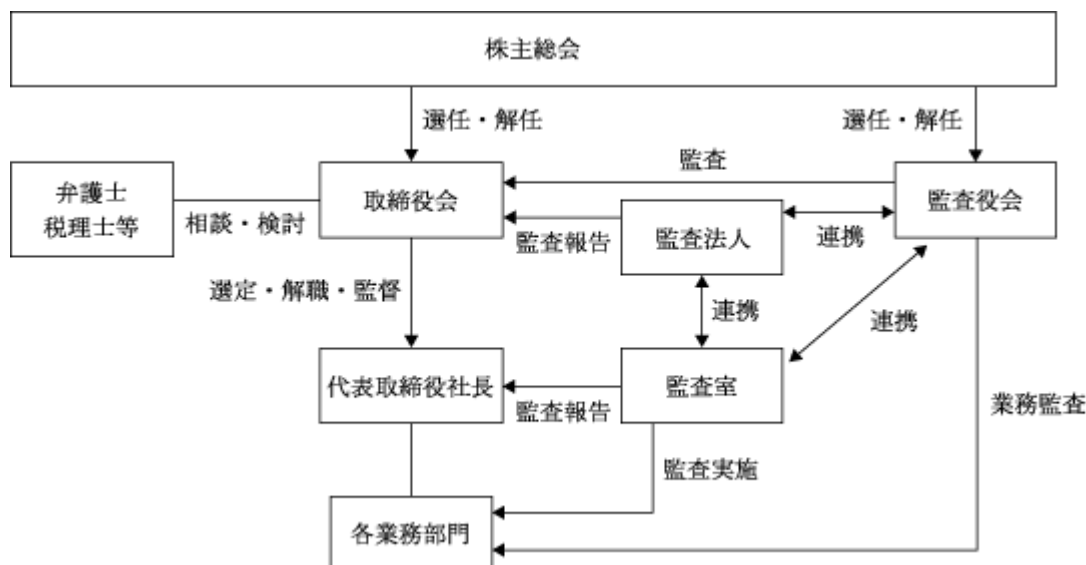 株主総会
選任・解任
選任・解任
監査
弁護士
税理士等
相談・検討
取締役会
監査役会
監査報告
監査法人
連携
選定・解職・監督
連携
連携
代表取締役社長
監査報告
監査室
業務監査
監査実施
各業務部門